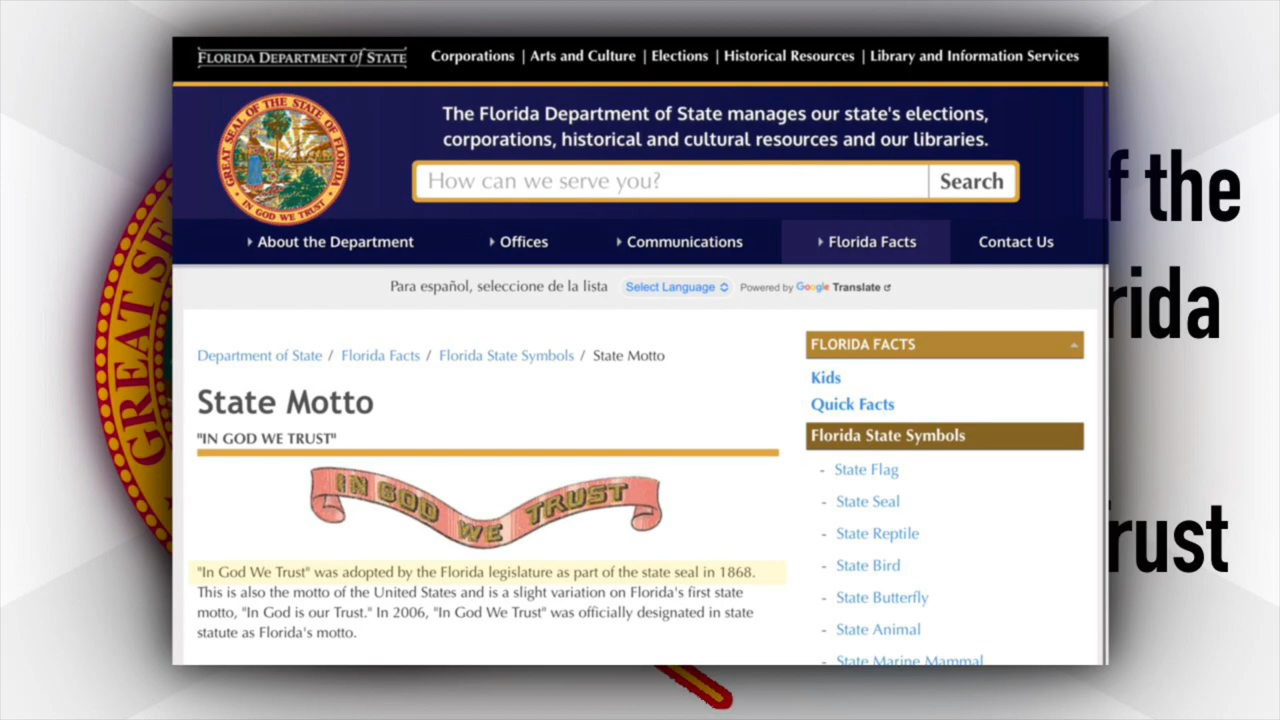 FLORIDA DEPARTMENT of STATE
Corporations | Arts and Culture | Elections | Historical Resources | Library and Information Services
GREAT SEAL OF THE STATE OF FLORIDA
IN GOD WE TRUST
The Florida Department of State manages our state's elections,
corporations, historical and cultural resources and our libraries.
How can we serve you?
Search
About the Department
Offices
Communications
Florida Facts
Contact Us
Para español, seleccione de la lista
Select Language
Powered by Google Translate
Department of State / Florida Facts / Florida State Symbols / State Motto
State Motto
"IN GOD WE TRUST"
IN GOD WE TRUST
"In God We Trust" was adopted by the Florida legislature as part of the state seal in 1868.
This is also the motto of the United States and is a slight variation on Florida's first state
motto, "In God is our Trust." In 2006, "In God We Trust" was officially designated in state
statute as Florida's motto.
FLORIDA FACTS
Kids
Quick Facts
Florida State Symbols
- State Flag
- State Seal
- State Reptile
- State Bird
- State Butterfly
- State Animal
- State Marine Mammal
GREAT SE
f the
rida
rust